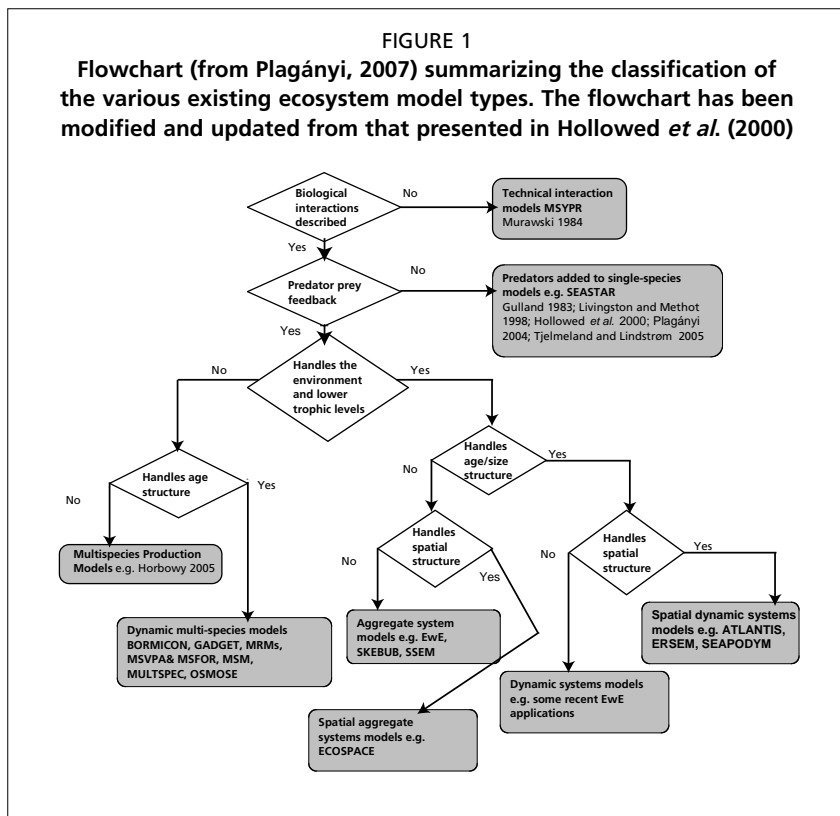 FIGURE 1
Flowchart (from Plagányi, 2007) summarizing the classification of
the various existing ecosystem model types. The flowchart has been
modified and updated from that presented in Hollowed et al. (2000)
Biological
interactions
described
No
Technical interaction
models MSYPR
Murawski 1984
Yes
Predator prey
feedback
No
Predators added to single-species
models e.g. SEASTAR
Gulland 1983; Livingston and Methot
1998; Hollowed et al. 2000; Plagányi
2004; Tjelmeland and Lindstrøm 2005
Yes
Handles the
environment
and lower
trophic levels
No
Yes
Handles age
structure
No
Yes
Handles
age/size
structure
No
Yes
Multispecies Production
Models e.g. Horbowy 2005
Handles
spatial
structure
No
Yes
Handles
spatial
structure
No
Yes
Dynamic multi-species models
BORMICON, GADGET, MRMs,
MSVPA& MSFOR, MSM,
MULTSPEC, OSMOSE
Aggregate system
models e.g. EwE,
SKEBUB, SSEM
Spatial dynamic systems
models e.g. ATLANTIS,
ERSEM, SEAPODYM
Dynamic systems models
e.g. some recent EwE
applications
Spatial aggregate
systems models e.g.
ECOSPACE